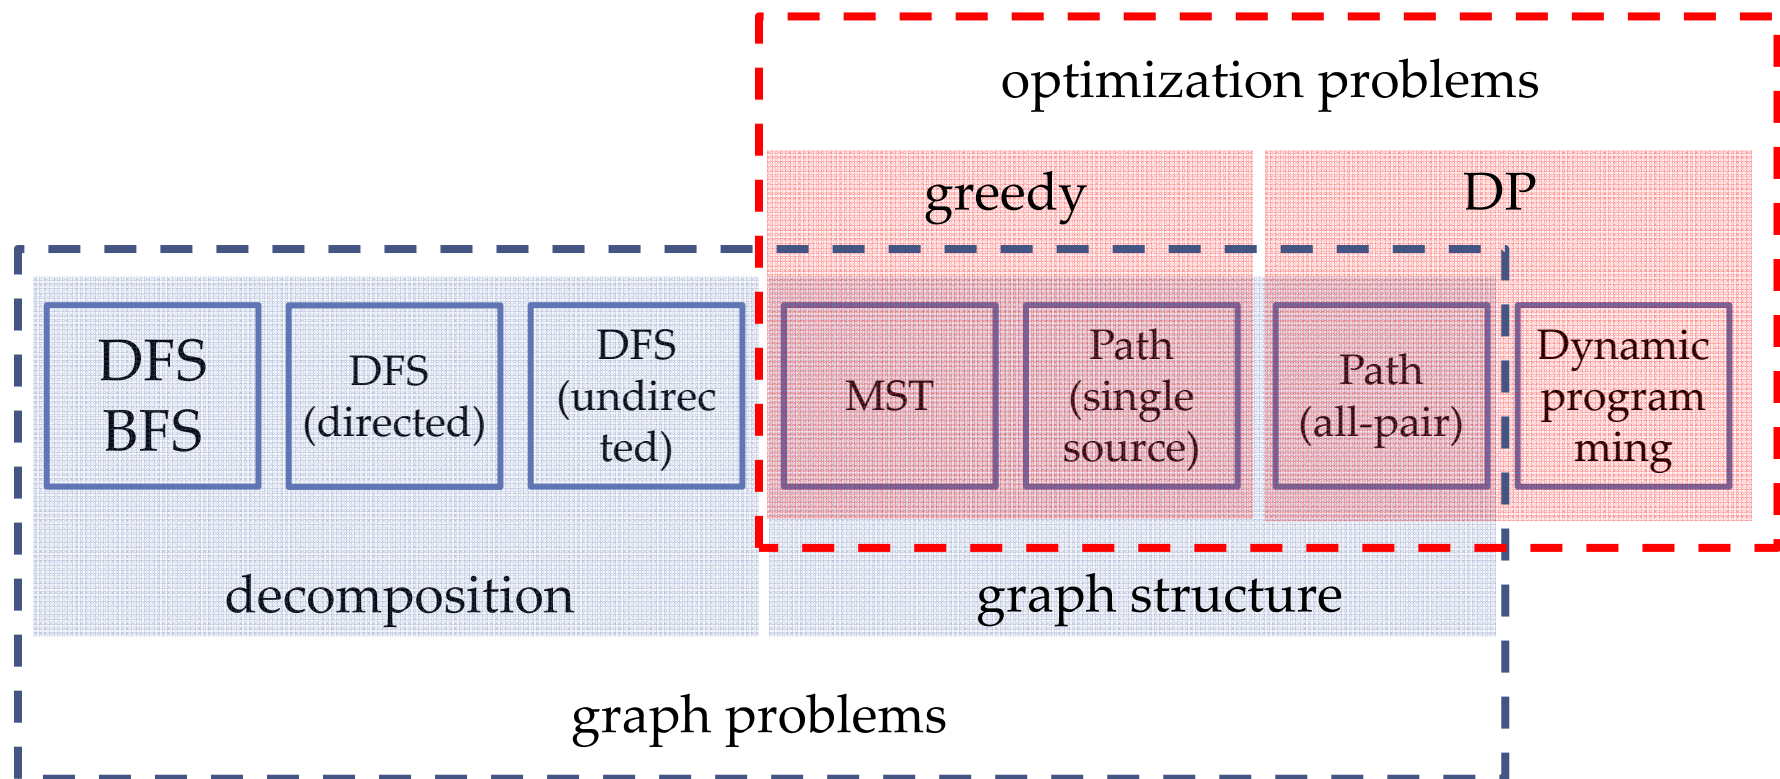 optimization problems
greedy
DP
DFS
BFS
DFS
(directed)
DFS
(undirec
ted)
MST
Path
(single
source)
Path
(all-pair)
Dynamic
program
ming
decomposition
graph structure
graph problems